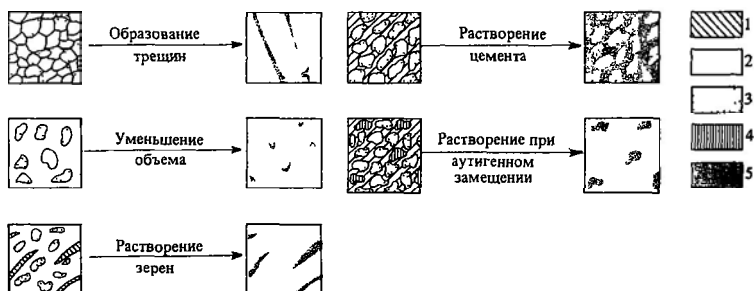 Образование
трещин
Растворение
цемента
Уменьшение
объема
Растворение при
аутигенном
замещении
Растворение
зерен
1
2
3
4
5